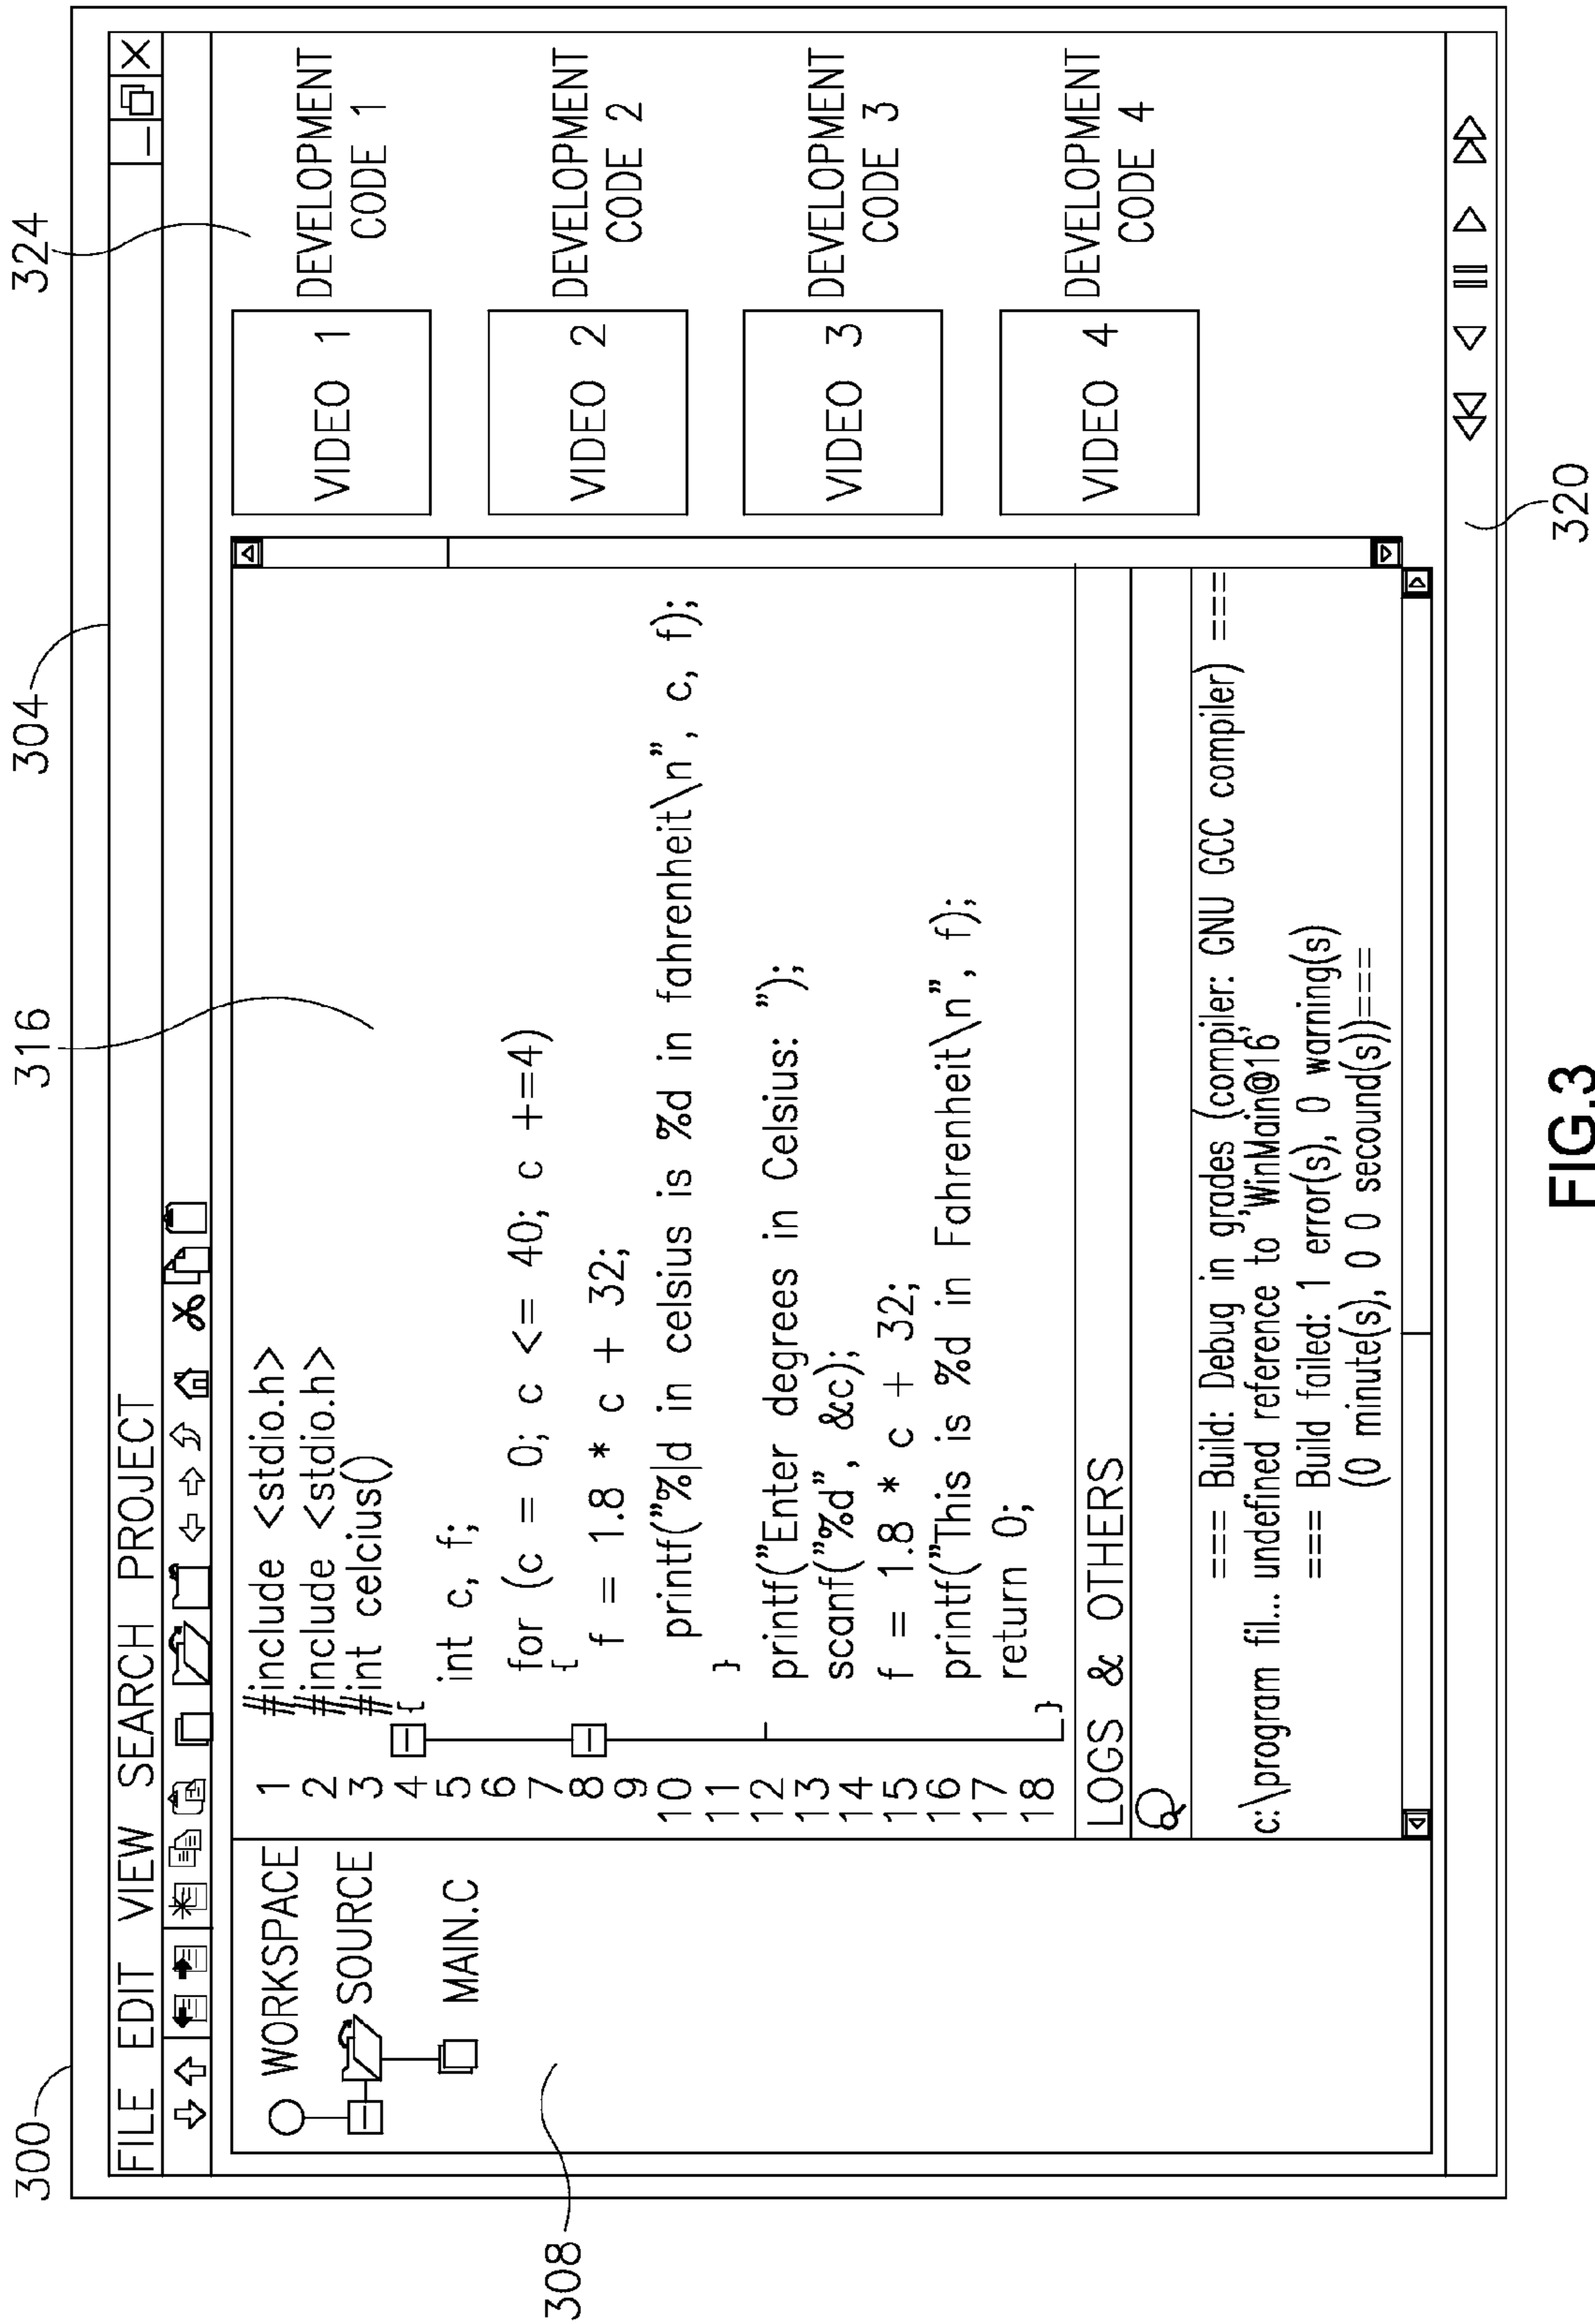 300
304
324
316
308
320
FILE EDIT VIEW SEARCH PROJECT
WORKSPACE
SOURCE
MAIN.C
1 #include <stdio.h>
2 #include <stdio.h>
3 #int celcius()
4 {
5 int c, f;
6
7 for (c = 0; c <= 40; c +=4)
8 {
9 f = 1.8 * c + 32;
10 printf("%|d in celsius is %d in fahrenheit\n", c, f);
11 }
12 printf("Enter degrees in Celsius: ");
13 scanf("%d", &c);
14 f = 1.8 * c + 32;
15
16 printf("This is %d in Fahrenheit\n", f);
17 return 0;
18 }
LOGS & OTHERS
=== Build: Debug in grades (compiler: GNU GCC compiler) ===
c:\program fil... undefined reference to 'WinMain@16'
=== Build failed: 1 error(s), 0 warning(s)
(0 minute(s), 0 0 secound(s))===
VIDEO 1
DEVELOPMENT
CODE 1
VIDEO 2
DEVELOPMENT
CODE 2
VIDEO 3
DEVELOPMENT
CODE 3
VIDEO 4
DEVELOPMENT
CODE 4
FIG.3